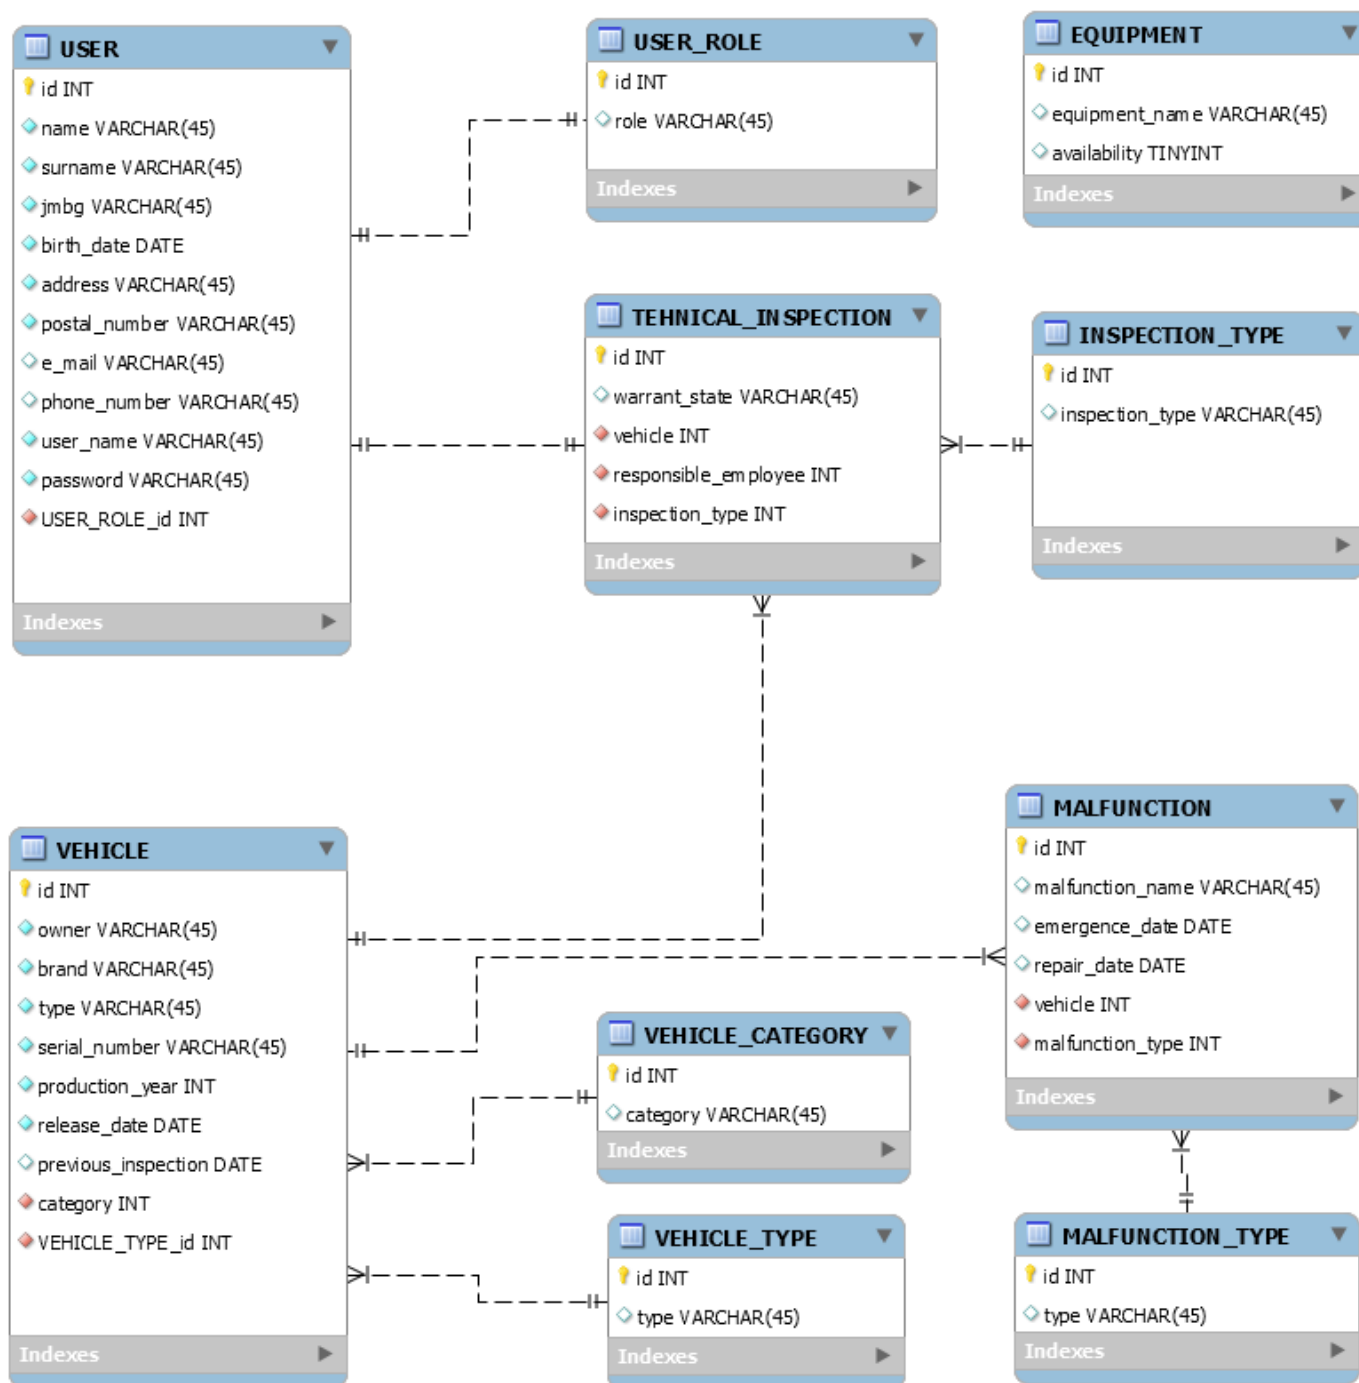 USER
id INT
name VARCHAR(45)
surname VARCHAR(45)
jmbg VARCHAR(45)
birth_date DATE
address VARCHAR(45)
postal_number VARCHAR(45)
e_mail VARCHAR(45)
phone_number VARCHAR(45)
user_name VARCHAR(45)
password VARCHAR(45)
USER_ROLE_id INT
Indexes
USER_ROLE
id INT
role VARCHAR(45)
Indexes
EQUIPMENT
id INT
equipment_name VARCHAR(45)
availability TINYINT
Indexes
TEHNICAL_INSPECTION
id INT
warrant_state VARCHAR(45)
vehicle INT
responsible_employee INT
inspection_type INT
Indexes
INSPECTION_TYPE
id INT
inspection_type VARCHAR(45)
Indexes
VEHICLE
id INT
owner VARCHAR(45)
brand VARCHAR(45)
type VARCHAR(45)
serial_number VARCHAR(45)
production_year INT
release_date DATE
previous_inspection DATE
category INT
VEHICLE_TYPE_id INT
Indexes
VEHICLE_CATEGORY
id INT
category VARCHAR(45)
Indexes
VEHICLE_TYPE
id INT
type VARCHAR(45)
Indexes
MALFUNCTION
id INT
malfunction_name VARCHAR(45)
emergence_date DATE
repair_date DATE
vehicle INT
malfunction_type INT
Indexes
MALFUNCTION_TYPE
id INT
type VARCHAR(45)
Indexes